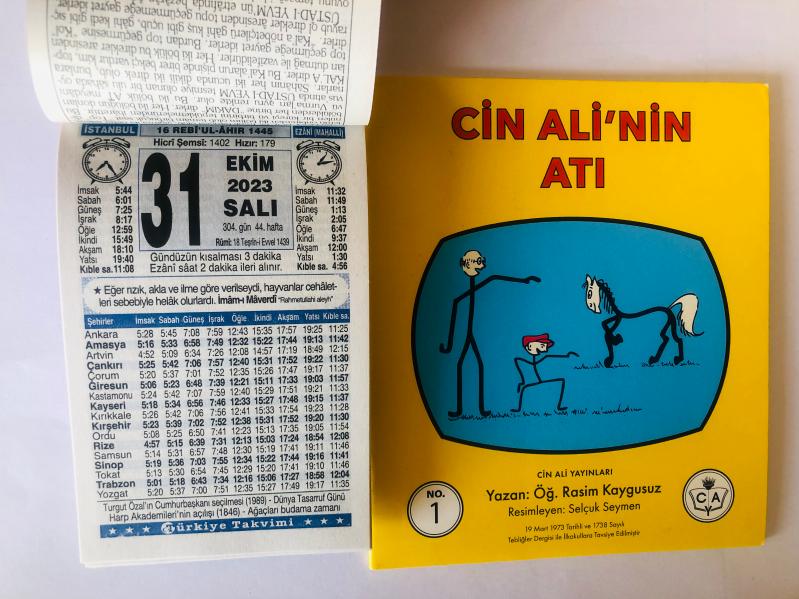 İSTANBUL
16 REBÎ'UL-ÂHIR 1445
EZÂNÎ (MAHALLÎ)
Hicrî Şemsî: 1402 Hızır: 179
31
EKİM
2023
SALI
304. gün 44. hafta
Rûmî: 18 Teşrîn-i Evvel 1439
İmsak 5:44
Sabah 6:01
Güneş 7:25
İşrak 8:17
Öğle 12:59
İkindi 15:49
Akşam 18:10
Yatsı 19:40
Kıble sa. 11:08
İmsak 11:32
Sabah 11:49
Güneş 1:13
İşrak 2:05
Öğle 6:47
İkindi 9:37
Akşam 12:00
Yatsı 1:30
Kıble sa. 4:56
Gündüzün kısalması 3 dakika
Ezânî sâat 2 dakika ileri alınır.
★ Eğer rızık, akla ve ilme göre verilseydi, hayvanlar cehâlet-
leri sebebiyle helâk olurlardı. İmâm-ı Mâverdî "Rahmetullahi aleyh"
Şehirler İmsak Sabah Güneş İşrak Öğle İkindi Akşam Yatsı Kıble sa.
Ankara 5:28 5:45 7:08 7:59 12:43 15:35 17:57 19:25 11:25
Amasya 5:16 5:33 6:58 7:49 12:32 15:22 17:44 19:13 11:42
Artvin 4:52 5:09 6:34 7:26 12:08 14:57 17:19 18:49 12:15
Çankırı 5:25 5:42 7:06 7:57 12:40 15:31 17:52 19:22 11:30
Çorum 5:20 5:37 7:01 7:52 12:35 15:26 17:47 19:17 11:37
Giresun 5:06 5:23 6:48 7:39 12:21 15:11 17:33 19:03 11:57
Kastamonu 5:24 5:42 7:07 7:59 12:40 15:29 17:51 19:21 11:33
Kayseri 5:18 5:34 6:56 7:46 12:33 15:27 17:48 19:15 11:37
Kırıkkale 5:26 5:42 7:06 7:56 12:41 15:33 17:54 19:23 11:28
Kırşehir 5:23 5:39 7:02 7:52 12:38 15:31 17:52 19:20 11:30
Ordu 5:08 5:25 6:50 7:41 12:23 15:13 17:35 19:05 11:54
Rize 4:57 5:15 6:39 7:31 12:13 15:03 17:24 18:54 12:08
Samsun 5:14 5:31 6:57 7:48 12:30 15:19 17:41 19:11 11:46
Sinop 5:19 5:36 7:03 7:55 12:34 15:22 17:44 19:16 11:41
Tokat 5:13 5:30 6:54 7:45 12:29 15:20 17:41 19:10 11:46
Trabzon 5:01 5:18 6:43 7:34 12:16 15:06 17:27 18:58 12:04
Yozgat 5:20 5:37 7:00 7:51 12:35 15:27 17:49 19:17 11:35
Turgut Özal'ın Cumhurbaşkanı seçilmesi (1989) - Dünya Tasarruf Günü
Harp Akademileri'nin açılışı (1846) - Ağaçları budama zamanı
Türkiye Takvimi
CİN ALİ'NİN
ATI
CİN ALİ YAYINLARI
NO.
1
Yazan: Öğ. Rasim Kaygusuz
Resimleyen: Selçuk Seymen
19 Mart 1973 Tarihli ve 1738 Sayılı
Tebliğler Dergisi ile İlkokullara Tavsiye Edilmiştir
C A
Y